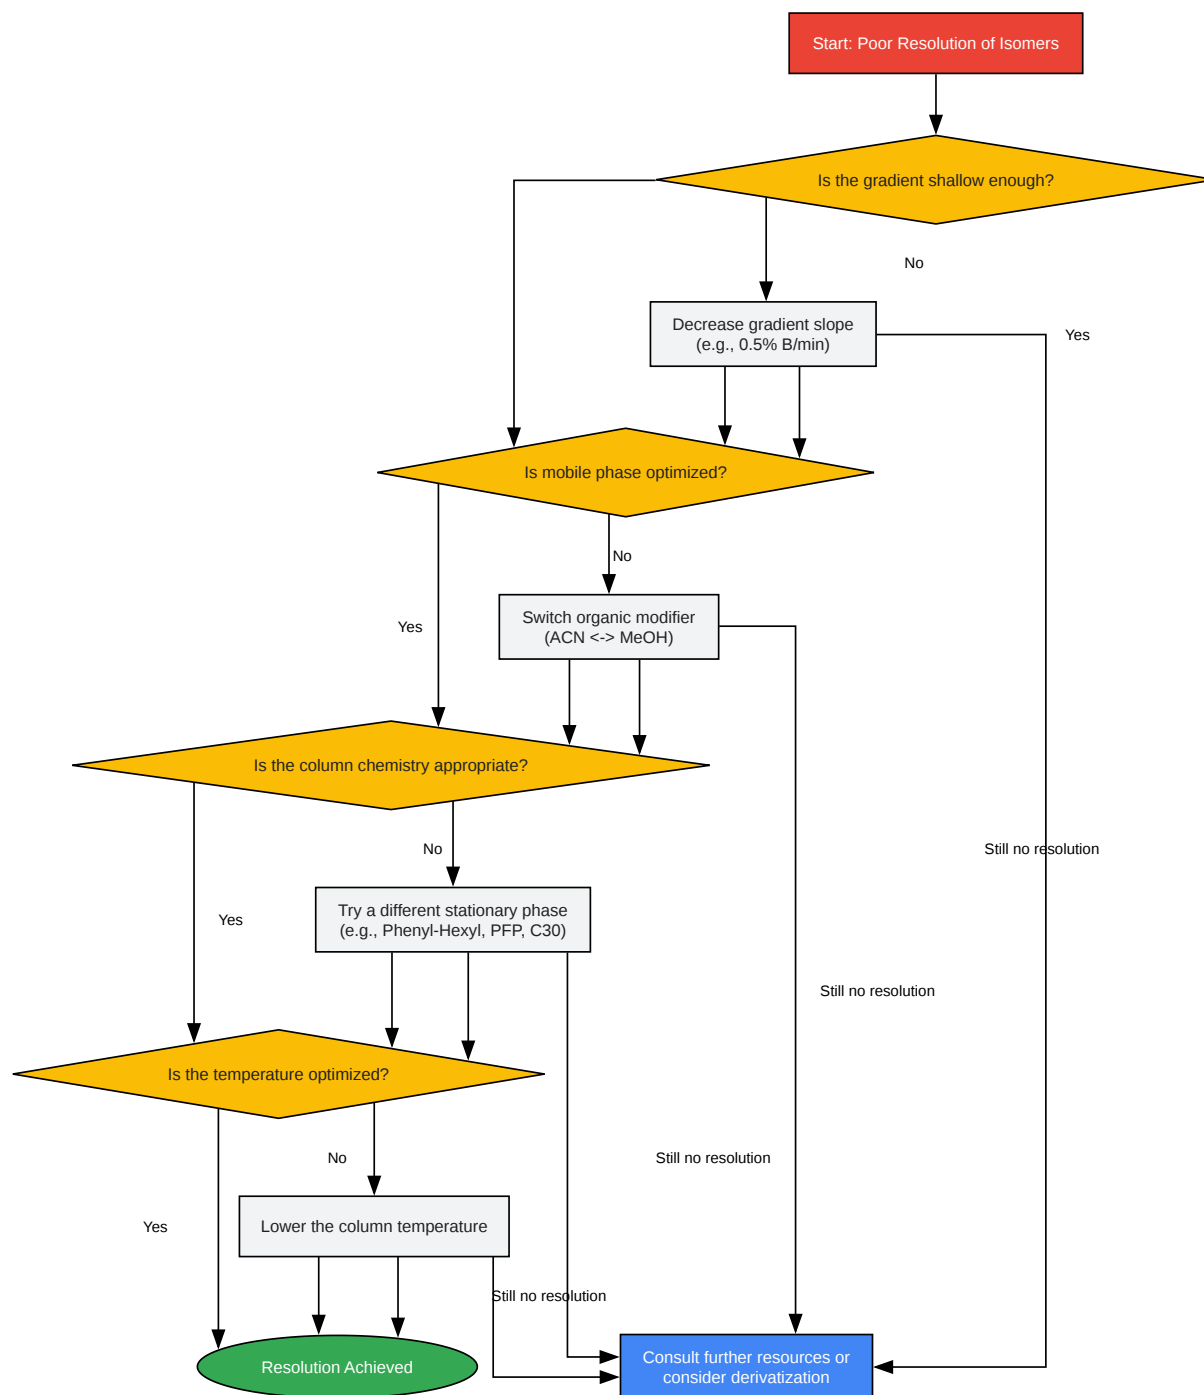 Start: Poor Resolution of Isomers
Is the gradient shallow enough?
No
Decrease gradient slope
(e.g., 0.5% B/min)
Yes
Is mobile phase optimized?
No
Switch organic modifier
(ACN <-> MeOH)
Yes
Is the column chemistry appropriate?
No
Still no resolution
Try a different stationary phase
(e.g., Phenyl-Hexyl, PFP, C30)
Yes
Still no resolution
Is the temperature optimized?
No
Still no resolution
Lower the column temperature
Yes
Still no resolution
Resolution Achieved
Consult further resources or
consider derivatization